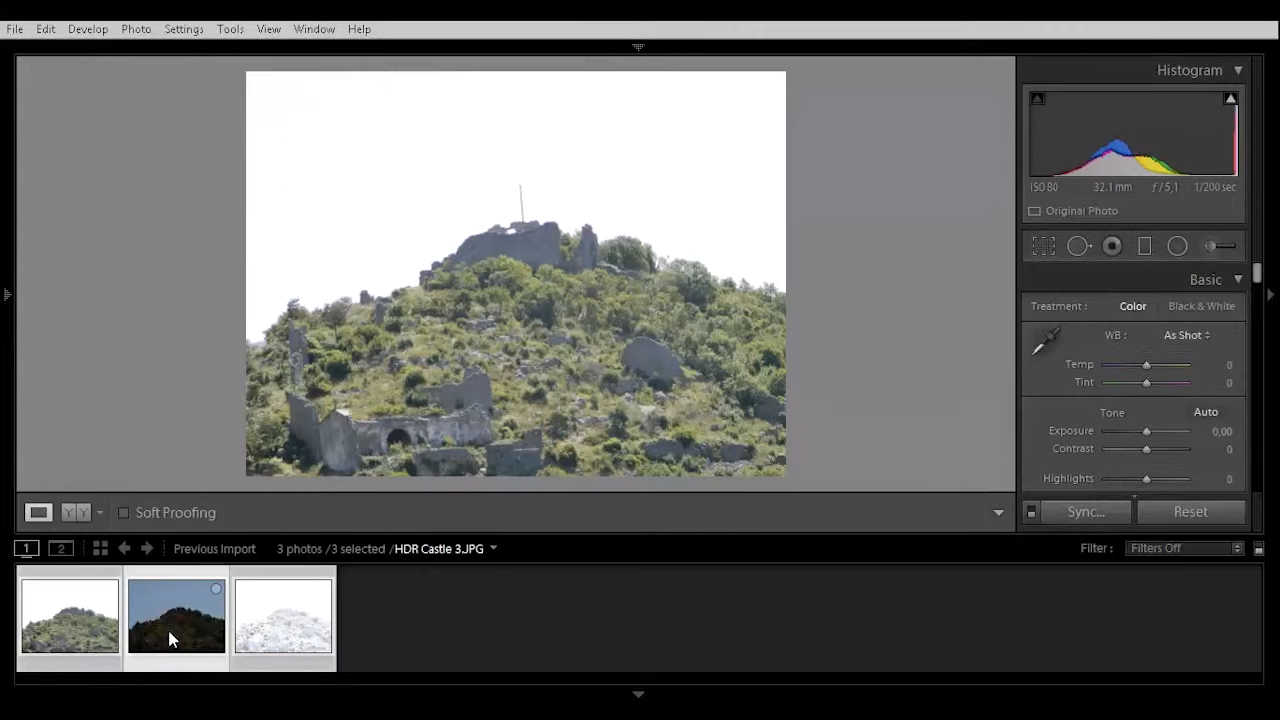 File Edit Develop Photo Settings Tools View Window Help
Histogram
ISO 80 32.1 mm ƒ / 5,1 1/200 sec
Original Photo
Basic
Treatment : Color Black & White
WB : As Shot
Temp 0
Tint 0
Tone Auto
Exposure 0,00
Contrast 0
Highlights 0
YY Soft Proofing Sync... Reset
1 2 Previous Import 3 photos / 3 selected / HDR Castle 3.JPG Filter : Filters Off